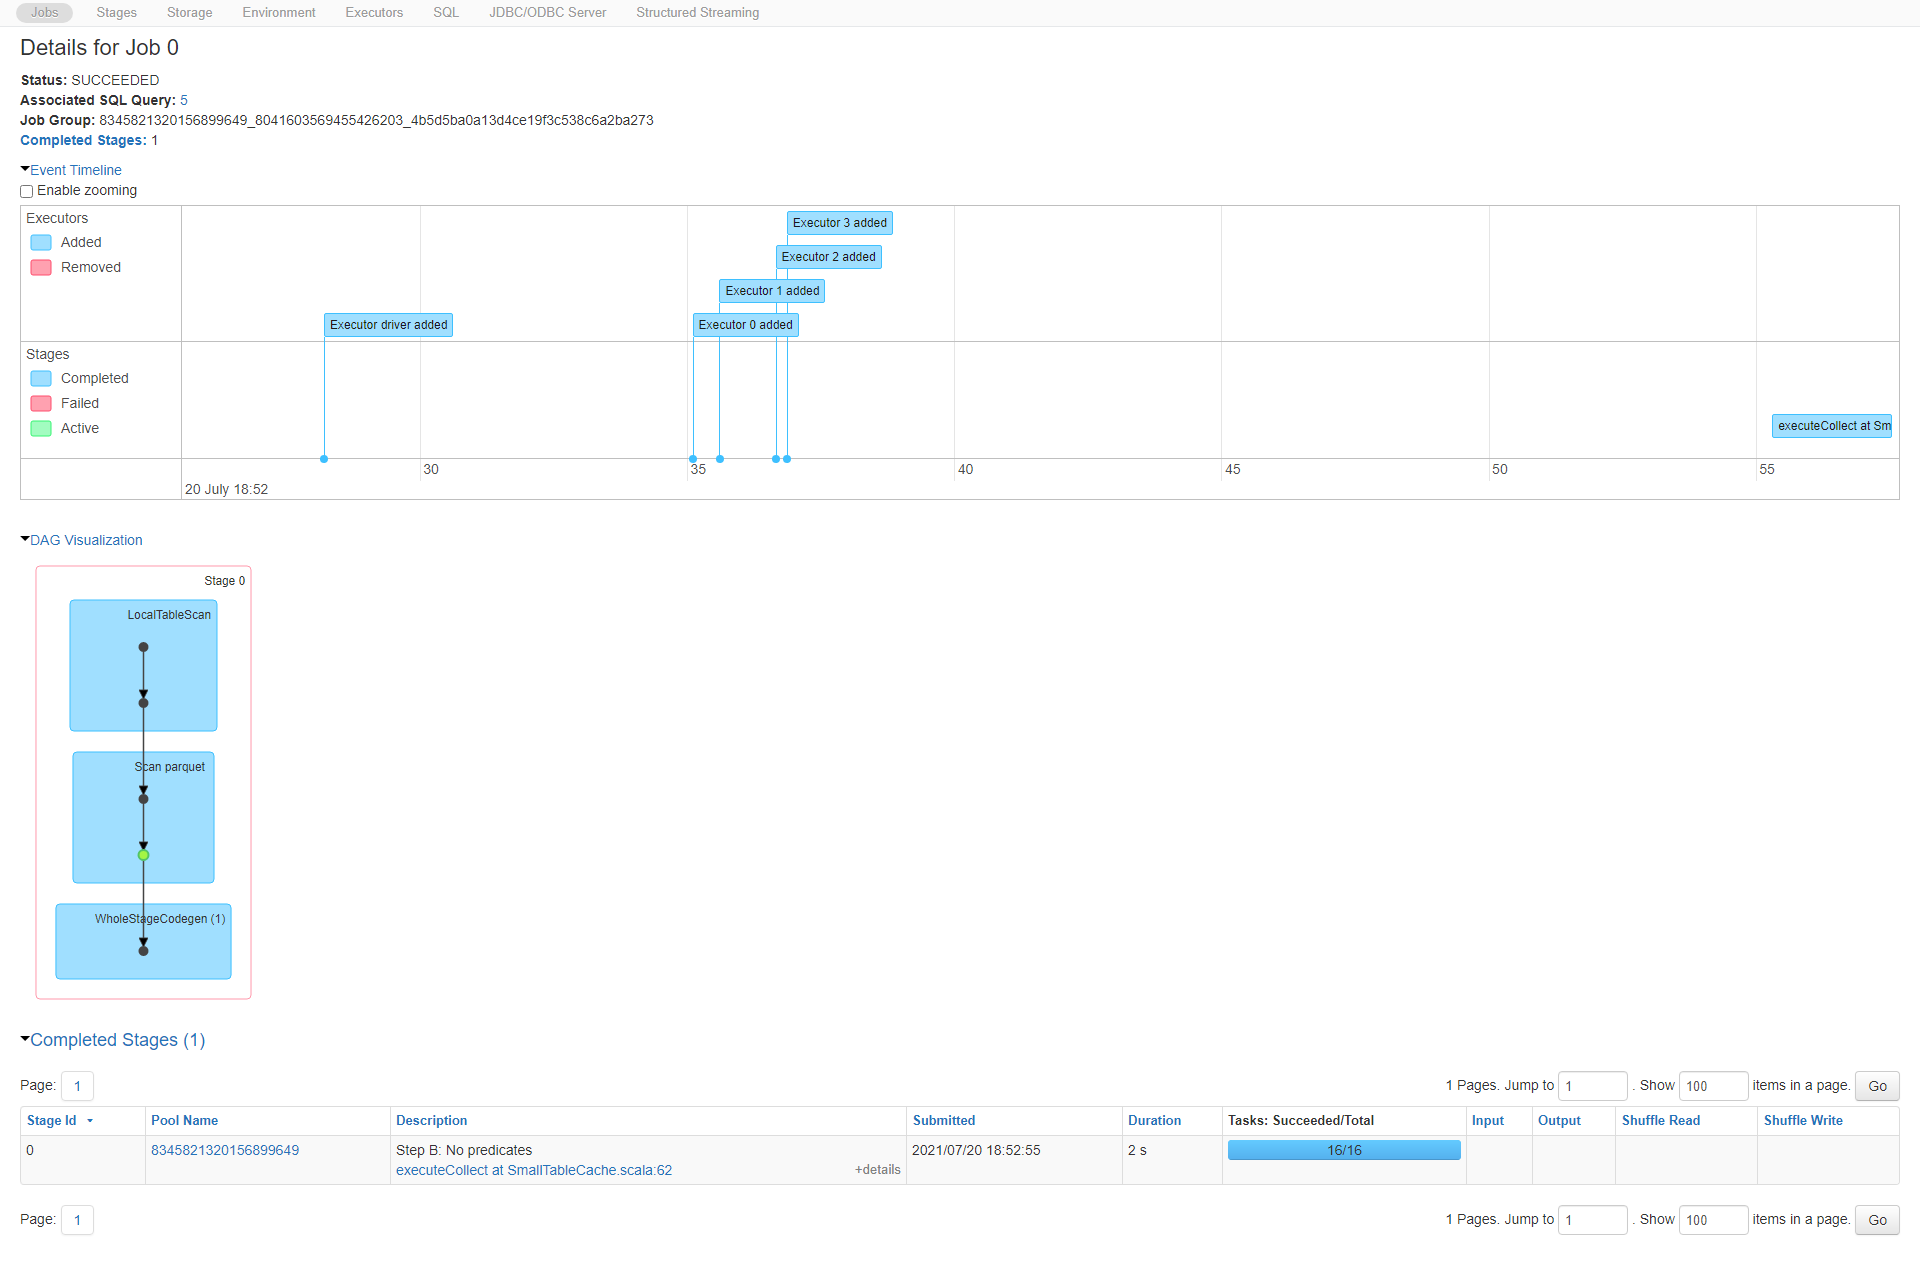 Jobs Stages Storage Environment Executors SQL JDBC/ODBC Server Structured Streaming
Details for Job 0
Status: SUCCEEDED
Associated SQL Query: 5
Job Group: 8345821320156899649_8041603569455426203_4b5d5ba0a13d4ce19f3c538c6a2ba273
Completed Stages: 1
Event Timeline
Enable zooming
Executors
Added
Removed
Executor 3 added
Executor 2 added
Executor 1 added
Executor driver added Executor 0 added
Stages
Completed
Failed
Active
executeCollect at Sm
30 35 40 45 50 55
20 July 18:52
DAG Visualization
Stage 0
LocalTableScan
Scan parquet
WholeStageCodegen (1)
Completed Stages (1)
Page: 1 1 Pages. Jump to 1 . Show 100 items in a page. Go
Stage Id Pool Name Description Submitted Duration Tasks: Succeeded/Total Input Output Shuffle Read Shuffle Write
0 8345821320156899649 Step B: No predicates 2021/07/20 18:52:55 2 s 16/16
executeCollect at SmallTableCache.scala:62 +details
Page: 1 1 Pages. Jump to 1 . Show 100 items in a page. Go